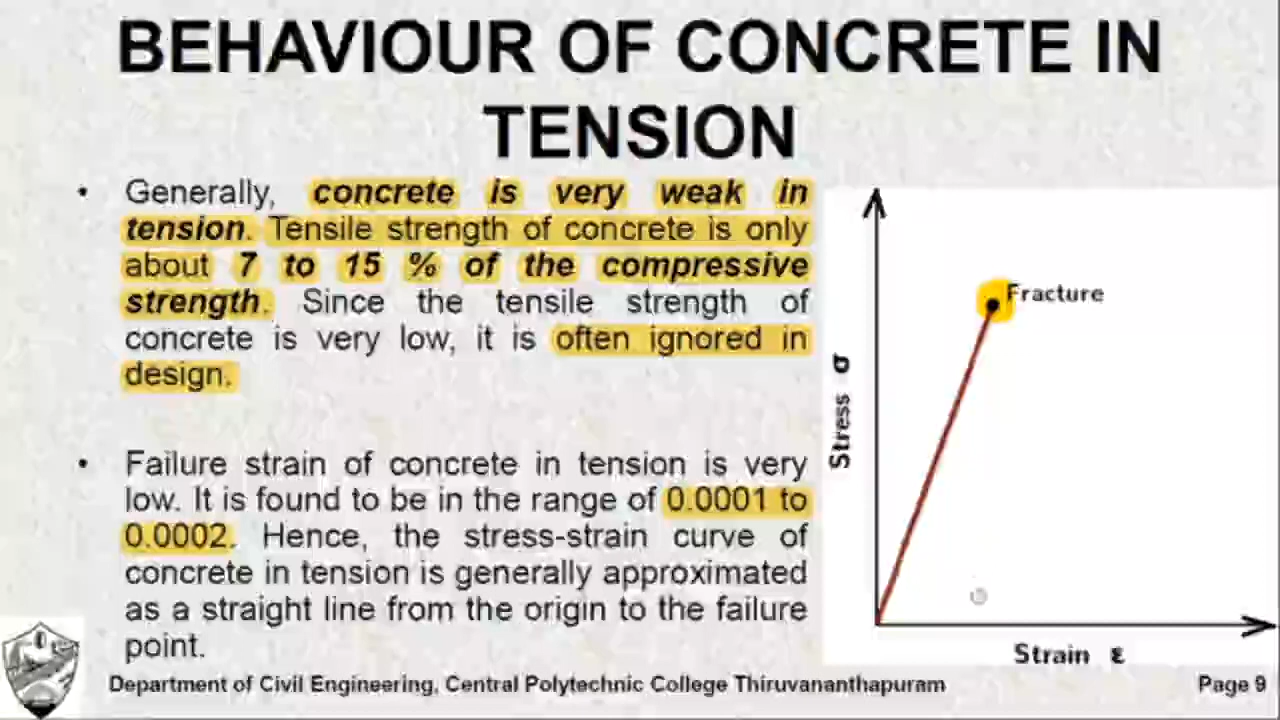 BEHAVIOUR OF CONCRETE IN
TENSION
• Generally, concrete is very weak in
tension. Tensile strength of concrete is only
about 7 to 15 % of the compressive
strength. Since the tensile strength of
concrete is very low, it is often ignored in
design.
• Failure strain of concrete in tension is very
low. It is found to be in the range of 0.0001 to
0.0002. Hence, the stress-strain curve of
concrete in tension is generally approximated
as a straight line from the origin to the failure
point.
Fracture
Stress σ
Strain ε
Department of Civil Engineering, Central Polytechnic College Thiruvananthapuram
Page 9